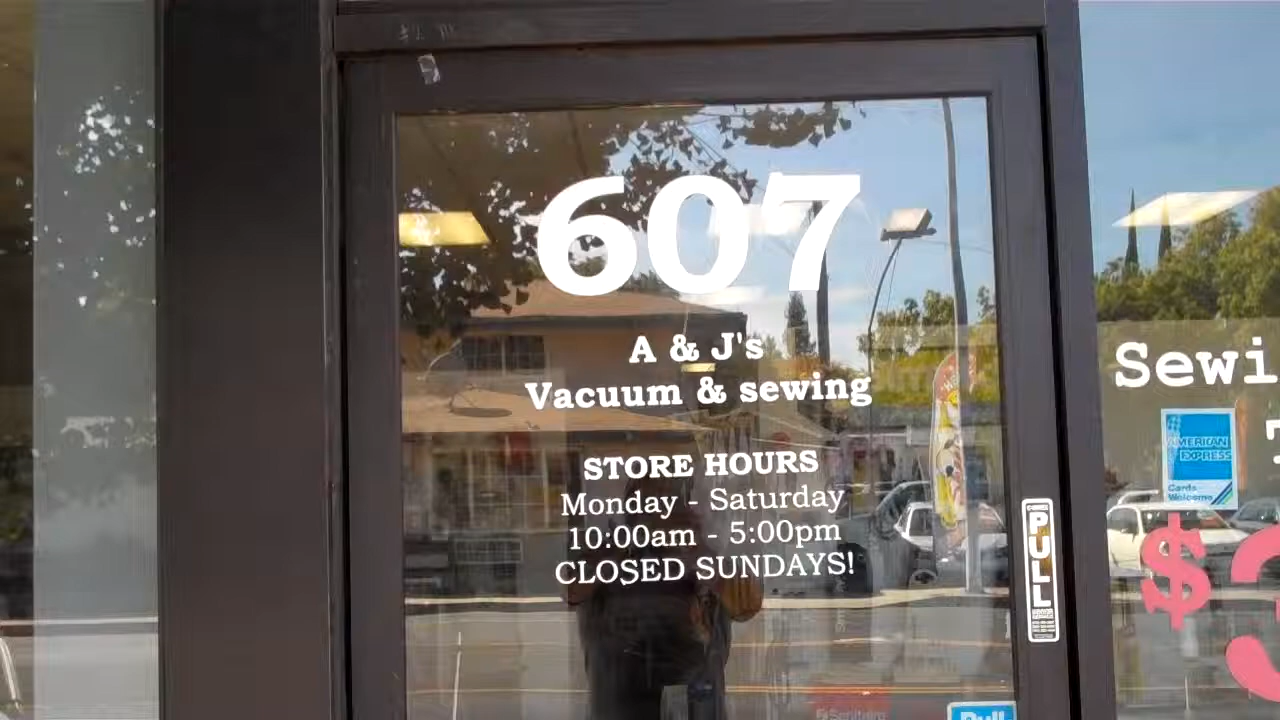 607
A & J's
Vacuum & sewing
STORE HOURS
Monday - Saturday
10:00am - 5:00pm
CLOSED SUNDAYS!
PULL
Pull
Sewi
AMERICAN
EXPRESS
Cards
Welcome
$3